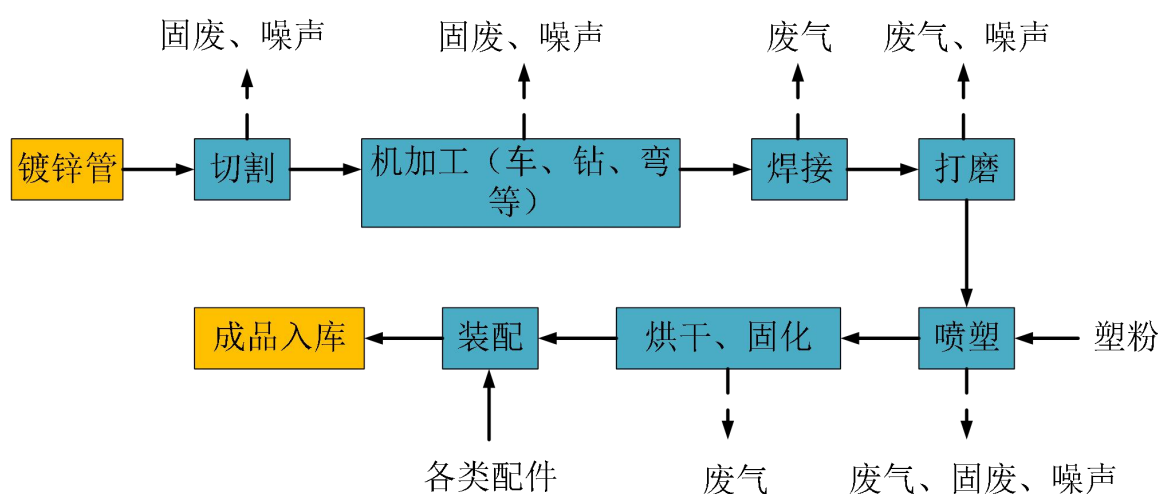 固废、噪声
固废、噪声
废气
废气、噪声
镀锌管
切割
机加工（车、钻、弯
等）
焊接
打磨
成品入库
装配
烘干、固化
喷塑
塑粉
各类配件
废气
废气、固废、噪声